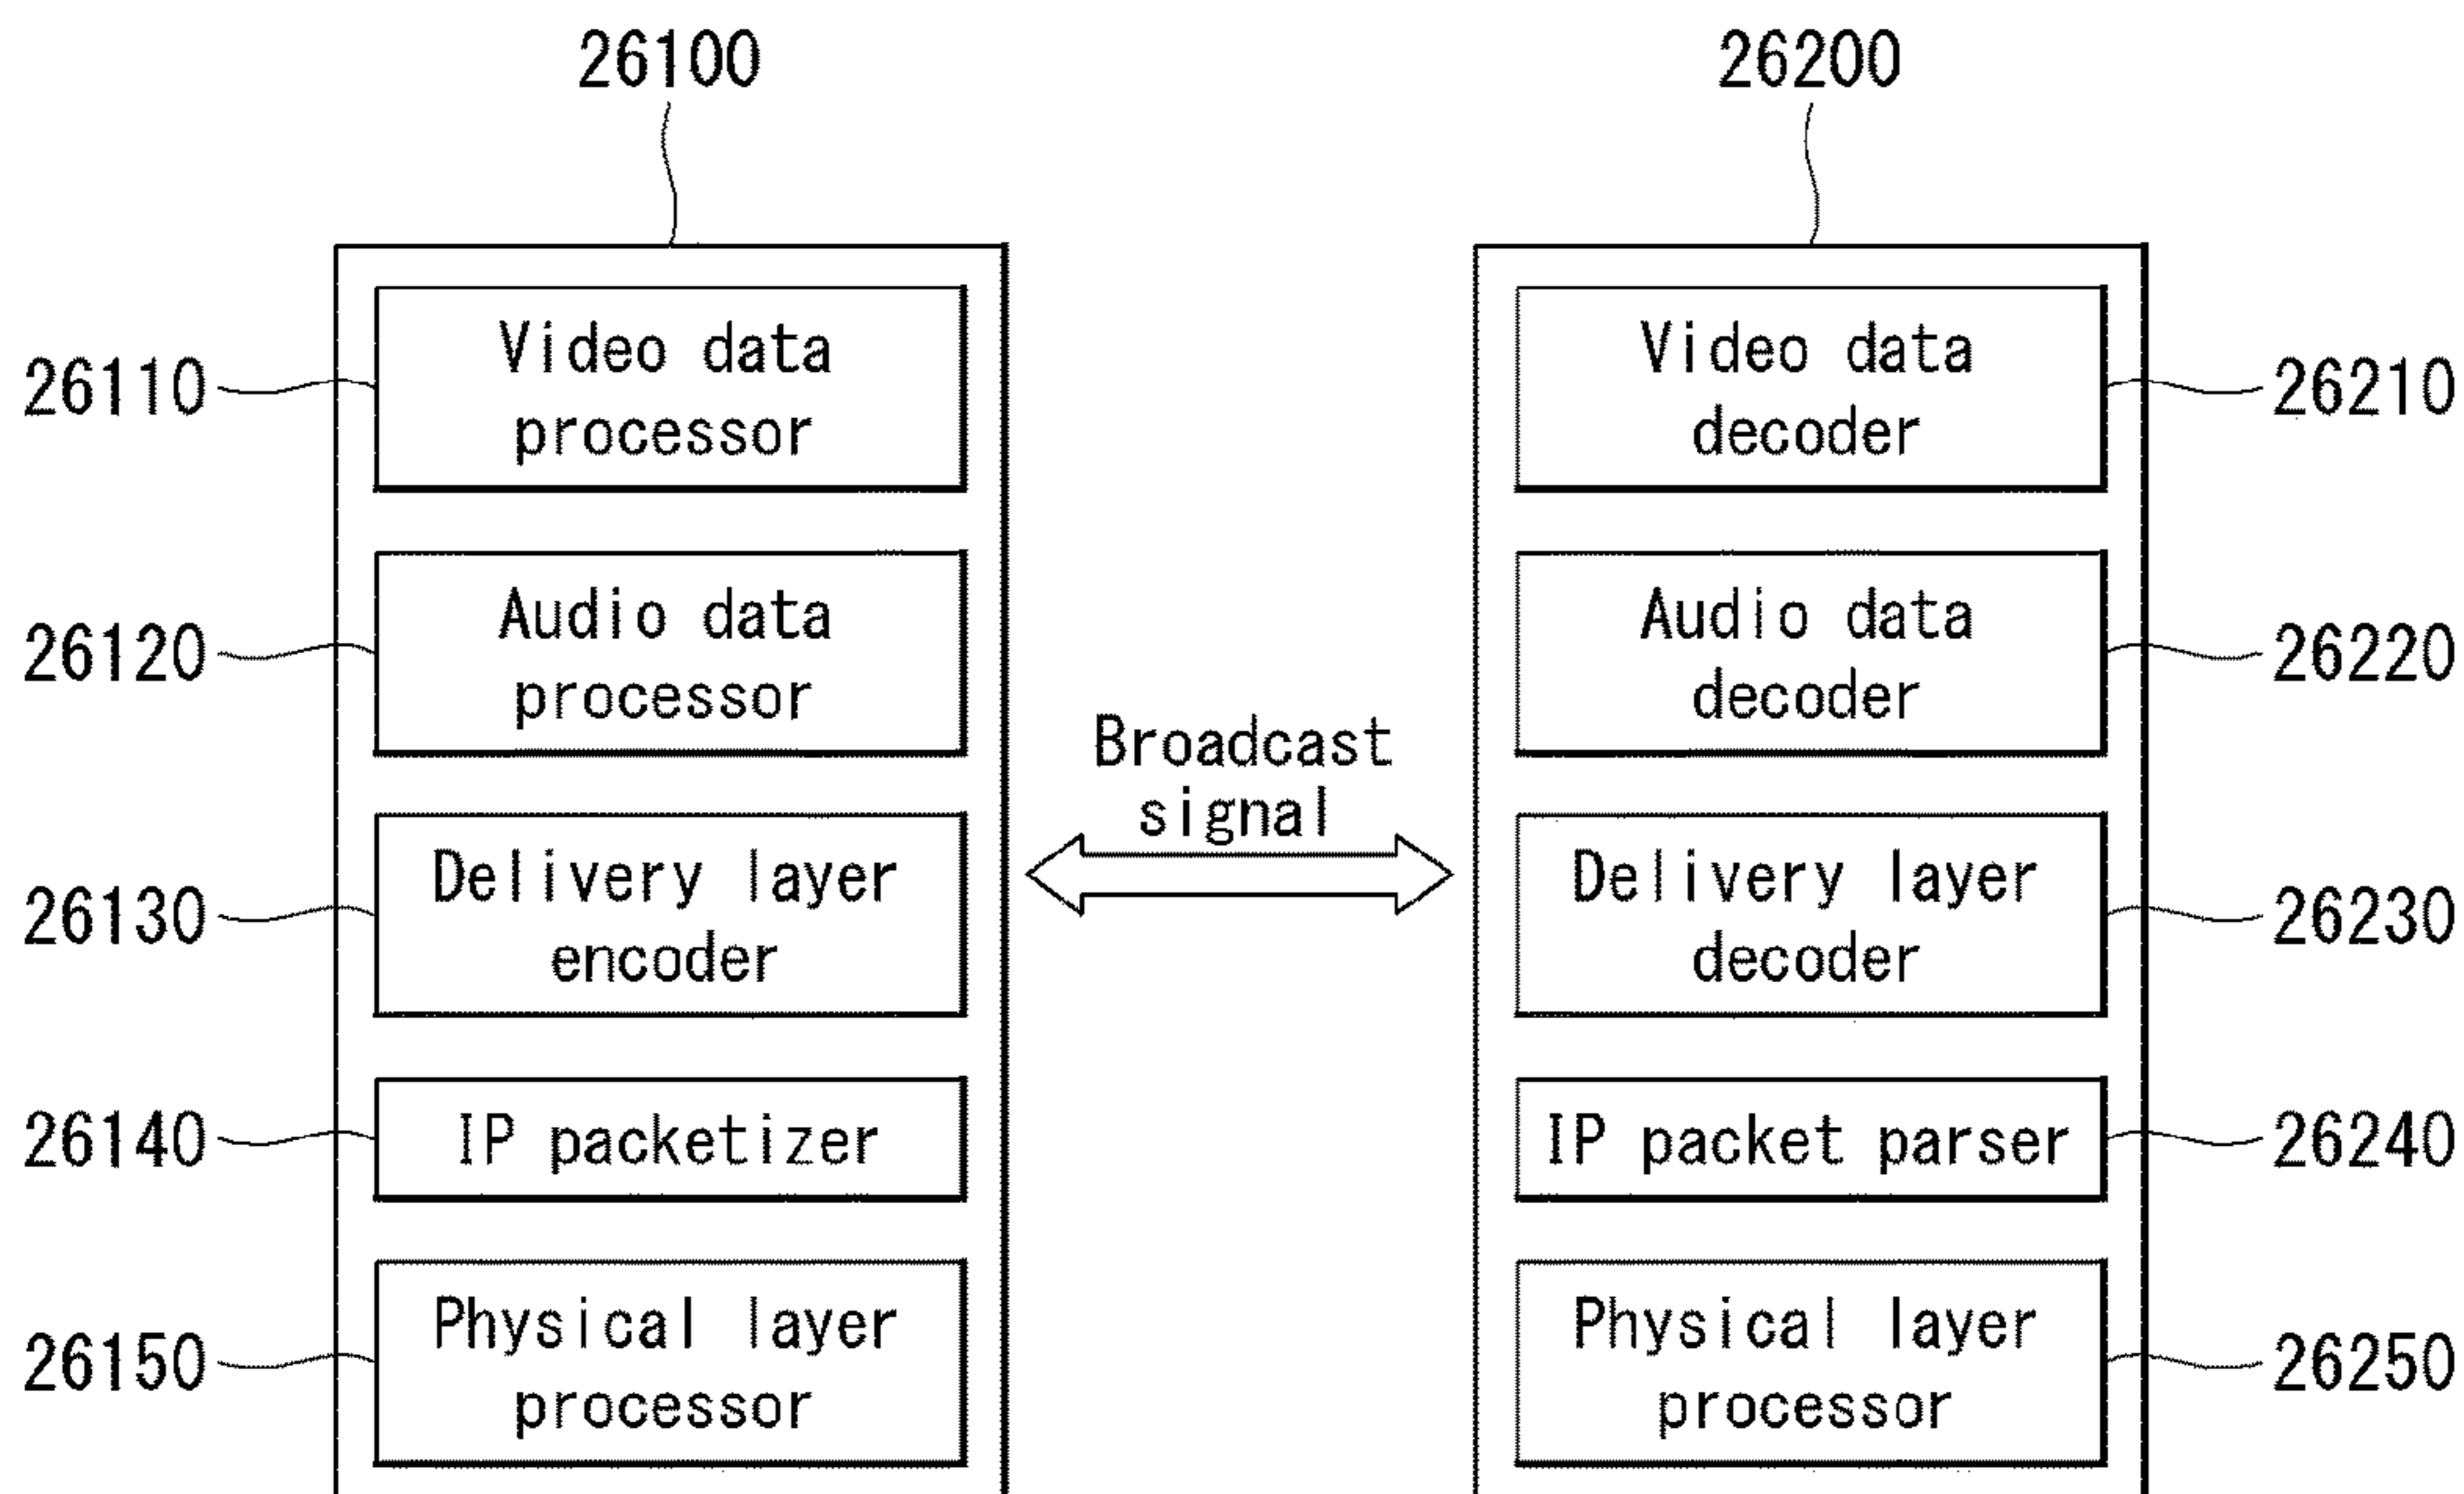 26100
26200
Video data
processor
26110
Audio data
processor
26120
Delivery layer
encoder
26130
IP packetizer
26140
Physical layer
processor
26150
Broadcast
signal
Video data
decoder
26210
Audio data
decoder
26220
Delivery layer
decoder
26230
IP packet parser
26240
Physical layer
processor
26250